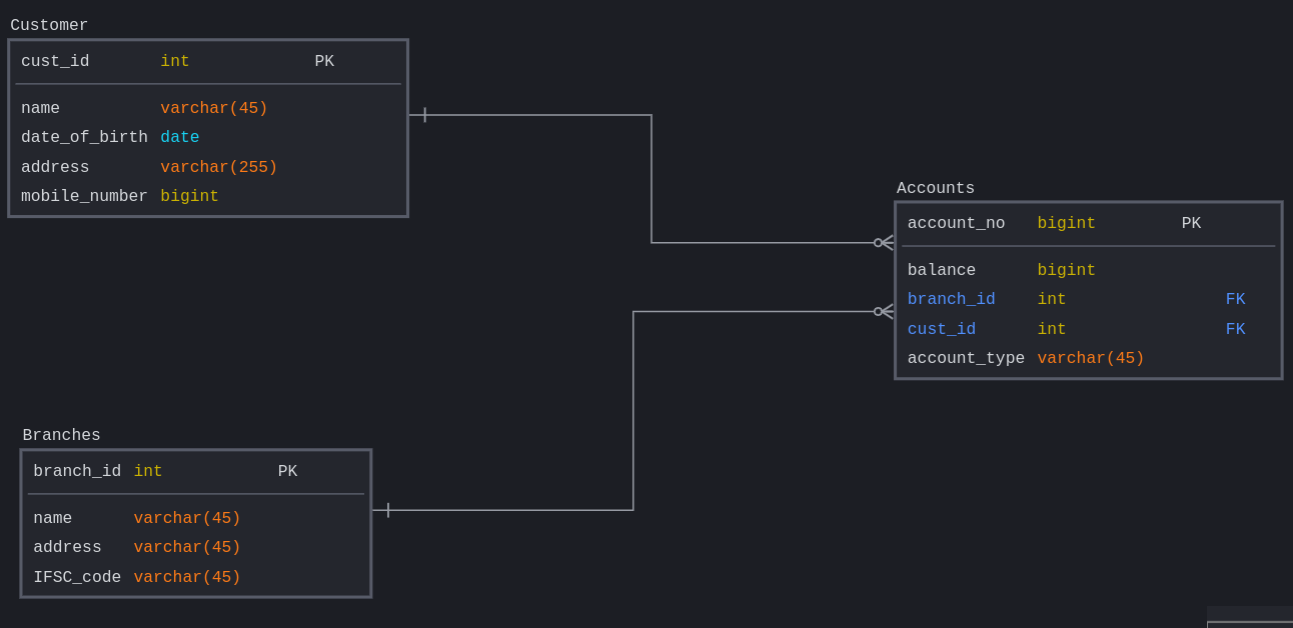 Customer
cust_id int PK
name varchar(45)
date_of_birth date
address varchar(255)
mobile_number bigint
Accounts
account_no bigint PK
balance bigint
branch_id int FK
cust_id int FK
account_type varchar(45)
Branches
branch_id int PK
name varchar(45)
address varchar(45)
IFSC_code varchar(45)